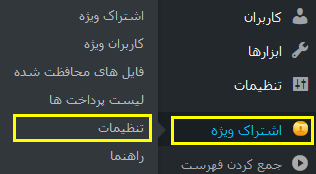 کاربران
ابزارها
تنظیمات
اشتراک ویژه
جمع کردن فهرست
اشتراک ویژه
کاربران ویژه
فایل های محافظت شده
لیست پرداخت ها
تنظیمات
راهنما